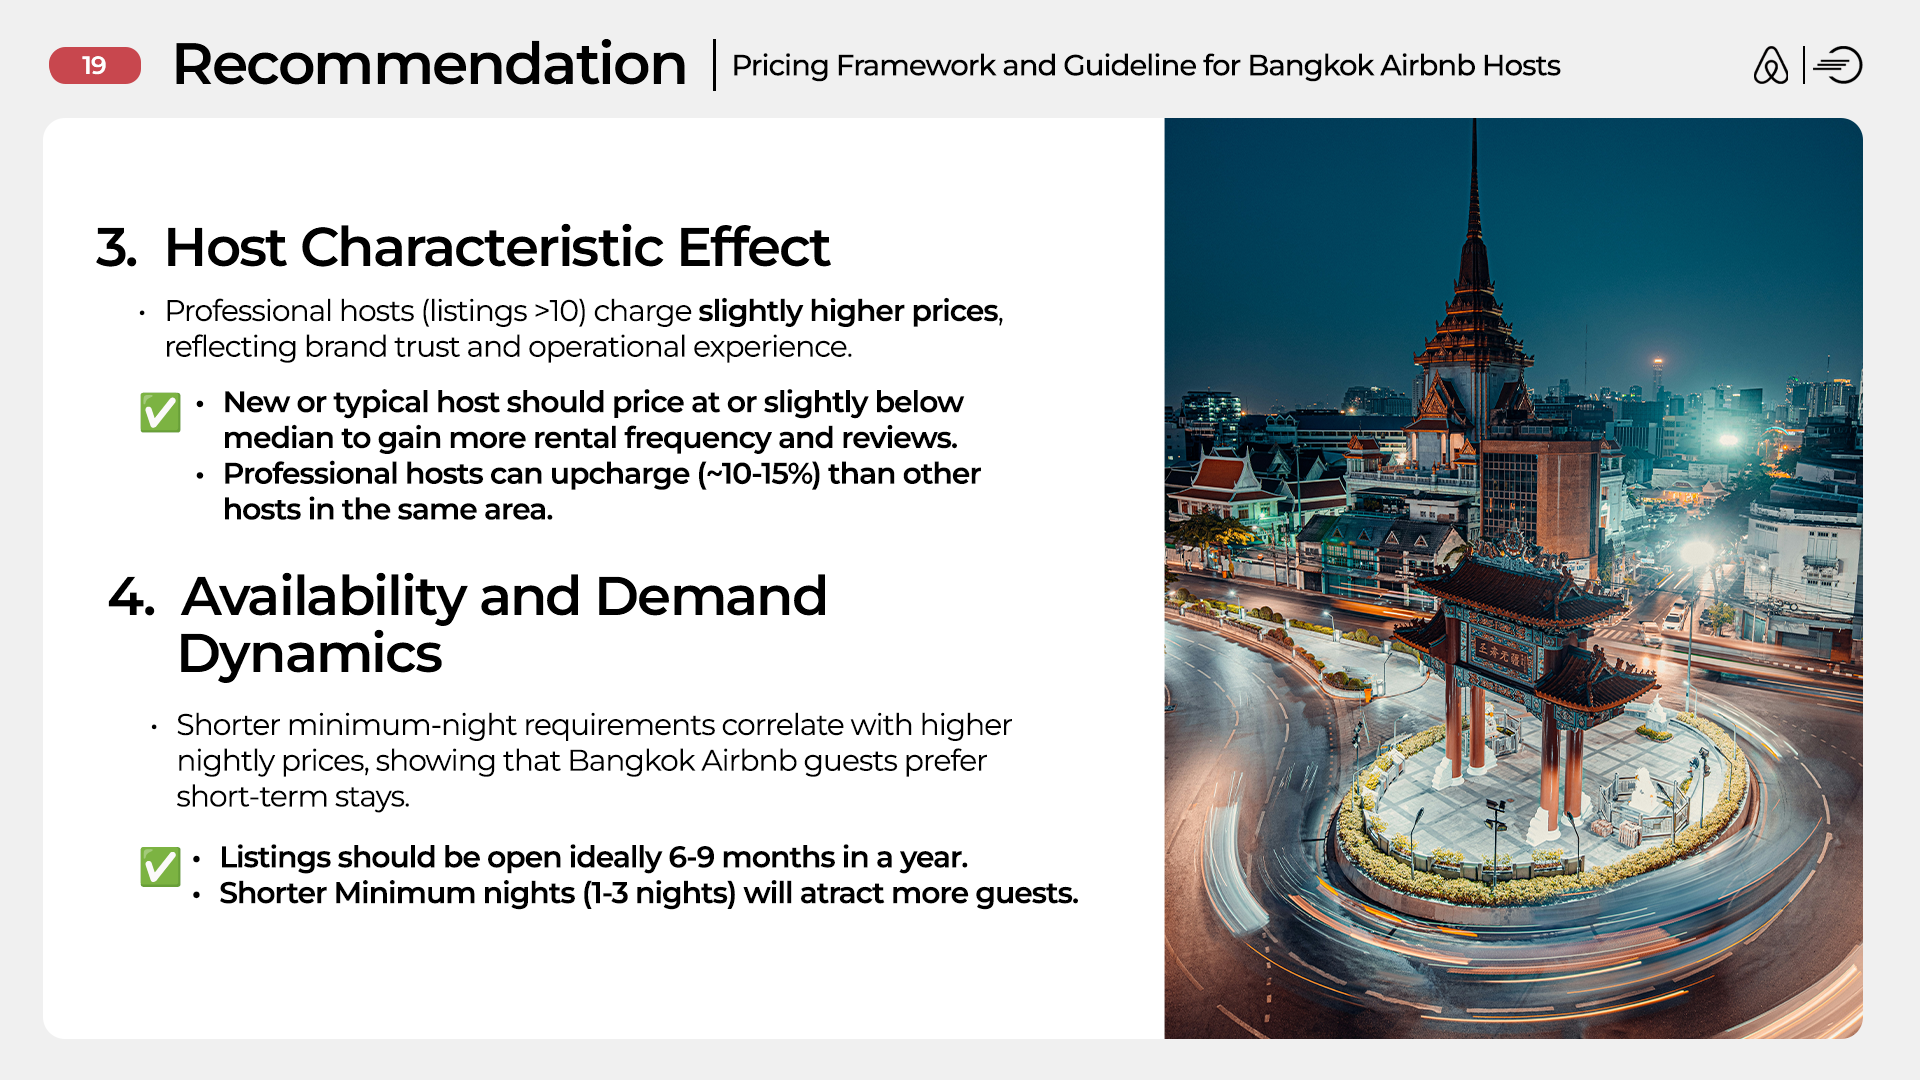 19
Recommendation
Pricing Framework and Guideline for Bangkok Airbnb Hosts
3. Host Characteristic Effect
• Professional hosts (listings >10) charge slightly higher prices,
reflecting brand trust and operational experience.
✅ • New or typical host should price at or slightly below
median to gain more rental frequency and reviews.
• Professional hosts can upcharge (~10-15%) than other
hosts in the same area.
4. Availability and Demand
Dynamics
• Shorter minimum-night requirements correlate with higher
nightly prices, showing that Bangkok Airbnb guests prefer
short-term stays.
✅ • Listings should be open ideally 6-9 months in a year.
• Shorter Minimum nights (1-3 nights) will atract more guests.